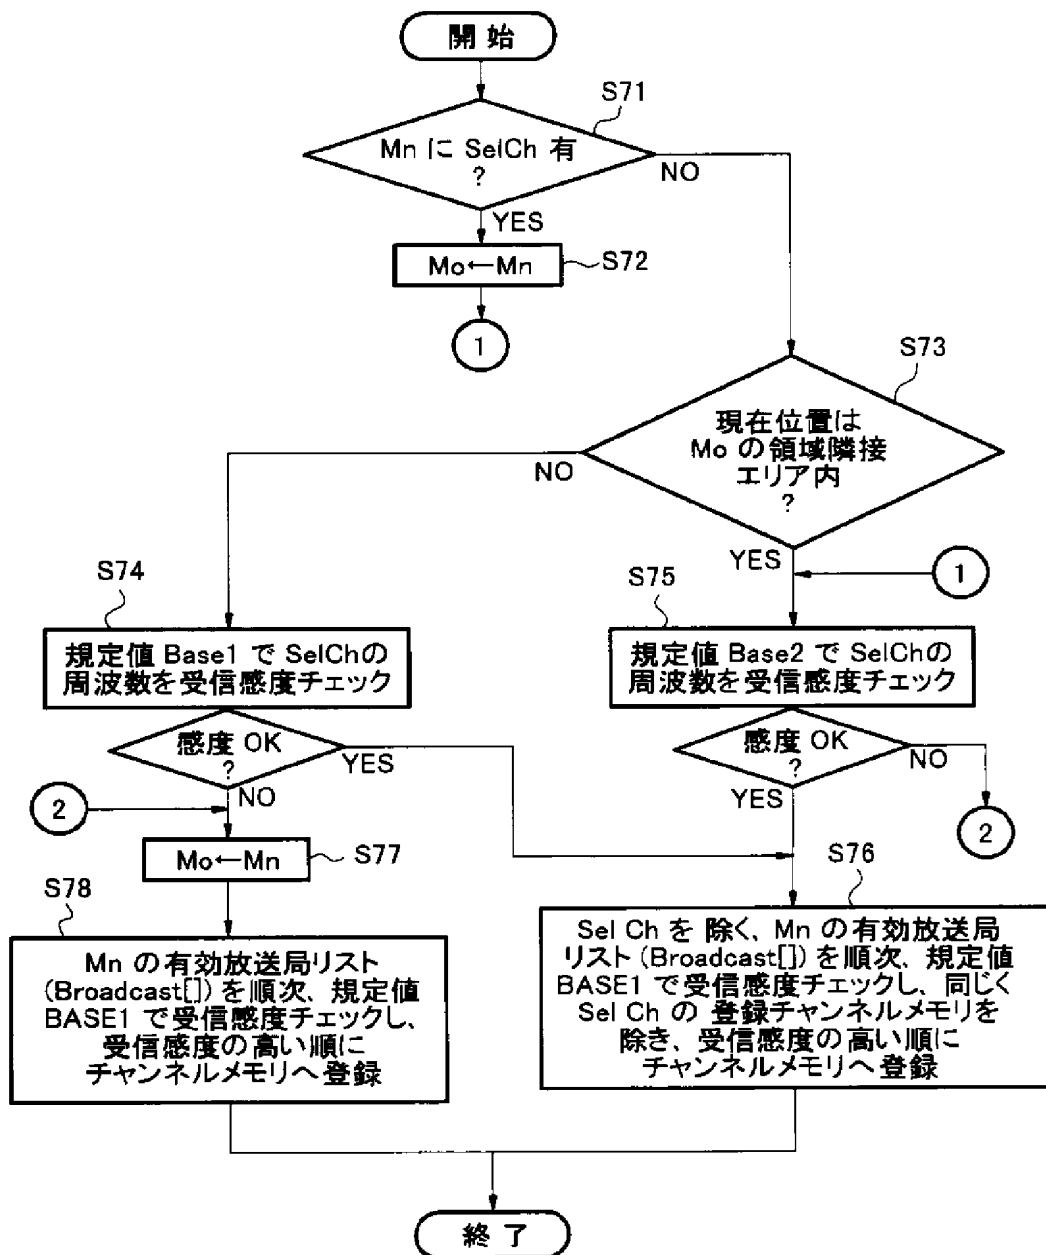 開始
S71
Mn に SelCh 有
?
NO
YES
Mo←Mn
S72
1
S73
現在位置は
Mo の領域隣接
エリア内
?
NO
YES
1
S74
規定値 Base1 で SelChの
周波数を受信感度チェック
S75
規定値 Base2 で SelChの
周波数を受信感度チェック
感度 OK
?
YES
NO
感度 OK
?
NO
YES
2
2
Mo←Mn
S77
S78
Mn の有効放送局リスト
(Broadcast[]) を順次、規定値
BASE1 で受信感度チェックし、
受信感度の高い順に
チャンネルメモリへ登録
S76
Sel Ch を 除く、Mn の有効放送局
リスト (Broadcast[]) を順次、規定値
BASE1 で受信感度チェックし、同じく
Sel Ch の 登録チャンネルメモリを
除き、受信感度の高い順に
チャンネルメモリへ登録
終了